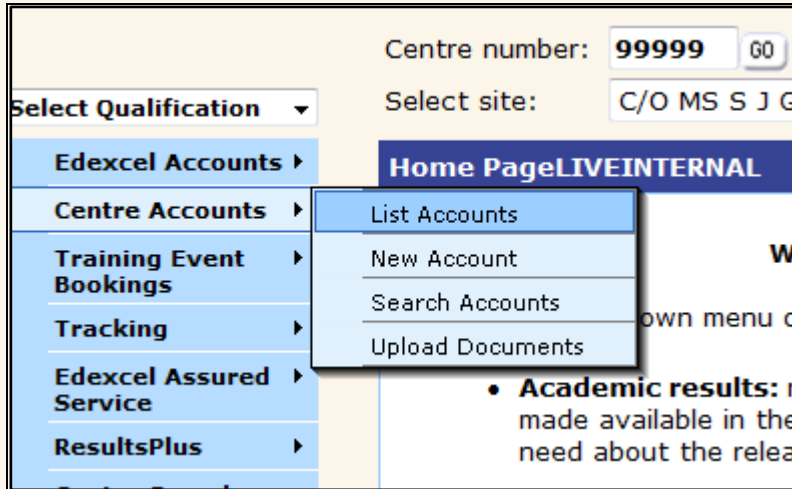 Centre number: 99999 GO
Select Qualification
Select site: C/O MS S J
Edexcel Accounts
Home PageLIVEINTERNAL
Centre Accounts
List Accounts
New Account
Search Accounts
Upload Documents
Training Event
Bookings
Tracking
own menu
Edexcel Assured
Service
• Academic results:
made available in the
need about the
ResultsPlus